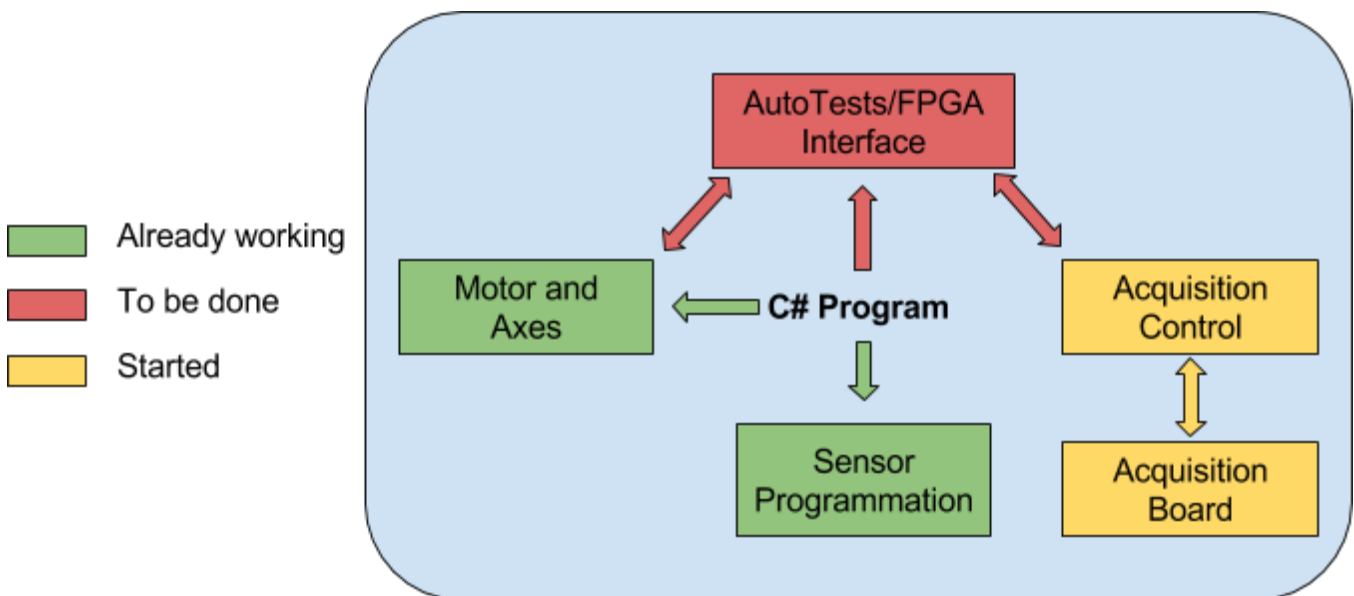 AutoTests/FPGA
Interface
Already working
To be done
Started
Motor and
Axes
C# Program
Acquisition
Control
Sensor
Programmation
Acquisition
Board